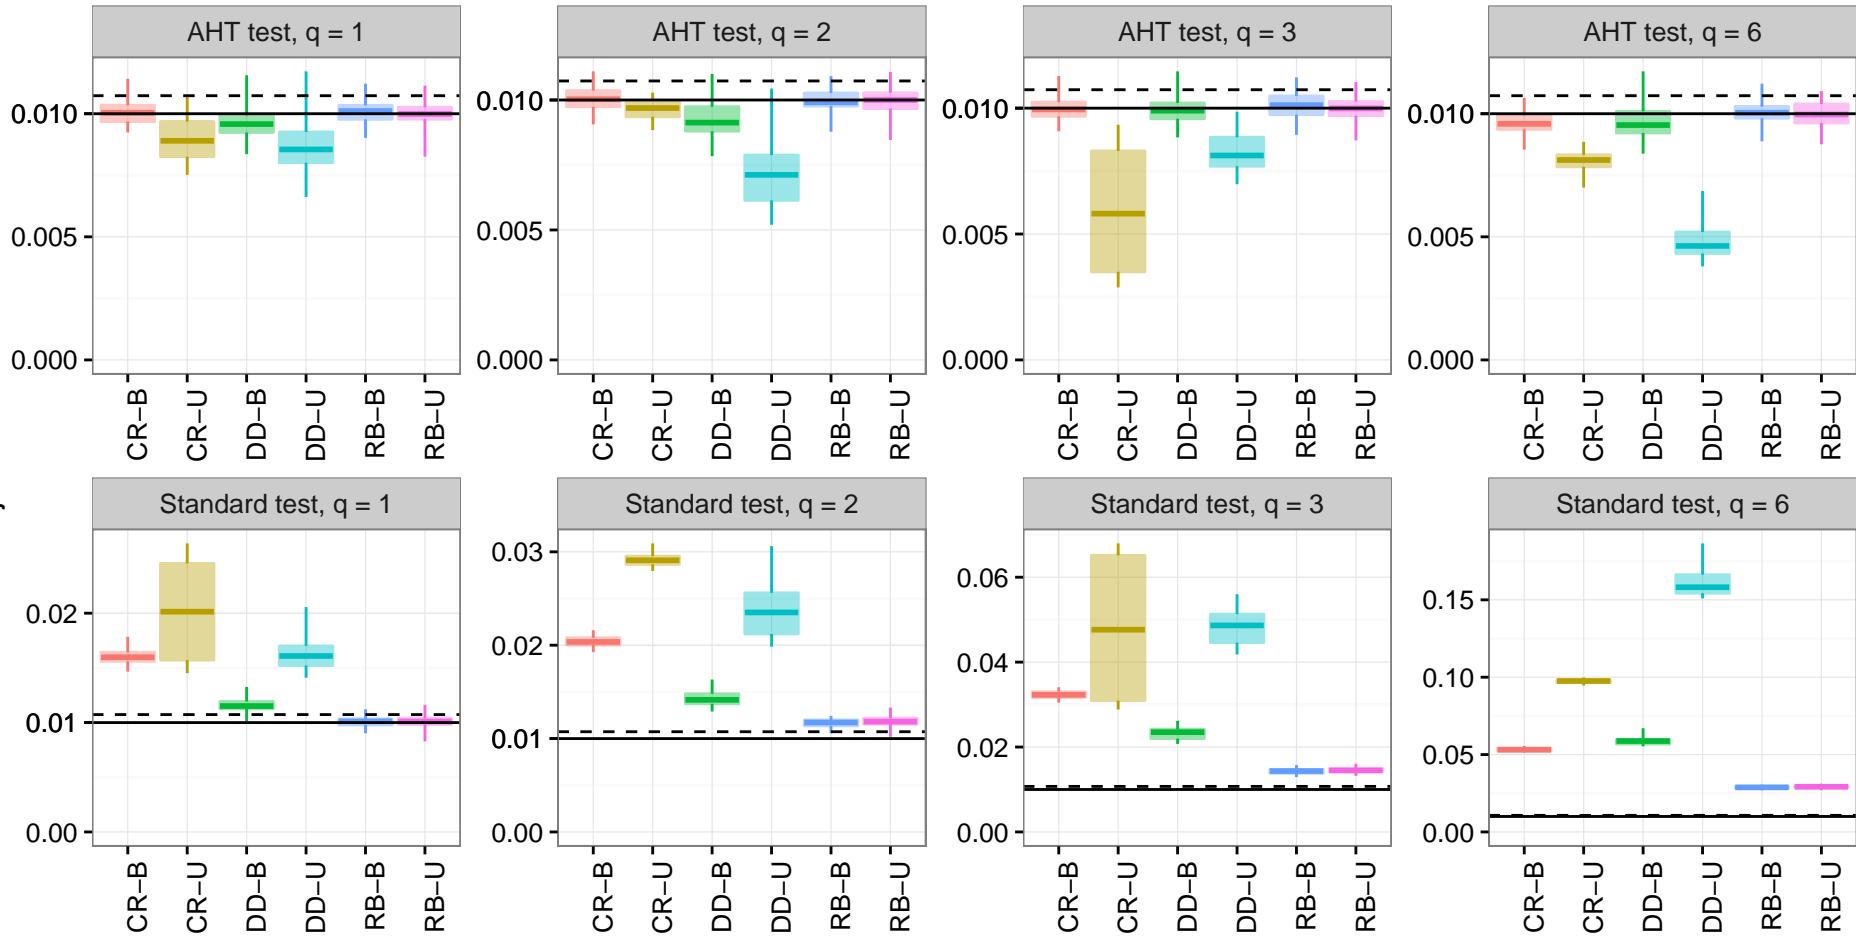 AHT test, q = 1
AHT test, q = 2
AHT test, q = 3
AHT test, q = 6
0.010
0.005
0.000
0.010
0.005
0.000
0.010
0.005
0.000
0.010
0.005
0.000
CR−B
CR−U
DD−B
DD−U
RB−B
RB−U
CR−B
CR−U
DD−B
DD−U
RB−B
RB−U
CR−B
CR−U
DD−B
DD−U
RB−B
RB−U
CR−B
CR−U
DD−B
DD−U
RB−B
RB−U
Standard test, q = 1
Standard test, q = 2
Standard test, q = 3
Standard test, q = 6
0.02
0.01
0.00
0.03
0.02
0.01
0.00
0.06
0.04
0.02
0.00
0.15
0.10
0.05
0.00
CR−B
CR−U
DD−B
DD−U
RB−B
RB−U
CR−B
CR−U
DD−B
DD−U
RB−B
RB−U
CR−B
CR−U
DD−B
DD−U
RB−B
RB−U
CR−B
CR−U
DD−B
DD−U
RB−B
RB−U